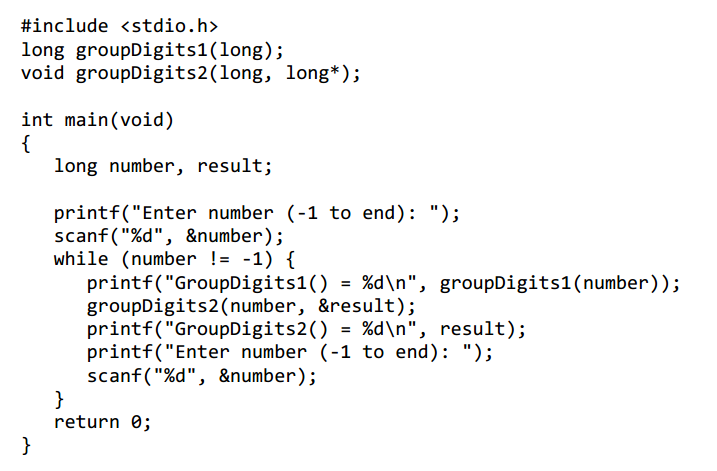 #include <stdio.h>
long groupDigits1(long);
void groupDigits2(long, long*);

int main(void)
{
   long number, result;

   printf("Enter number (-1 to end): ");
   scanf("%d", &number);
   while (number != -1) {
      printf("GroupDigits1() = %d\n", groupDigits1(number));
      groupDigits2(number, &result);
      printf("GroupDigits2() = %d\n", result);
      printf("Enter number (-1 to end): ");
      scanf("%d", &number);
   }
   return 0;
}